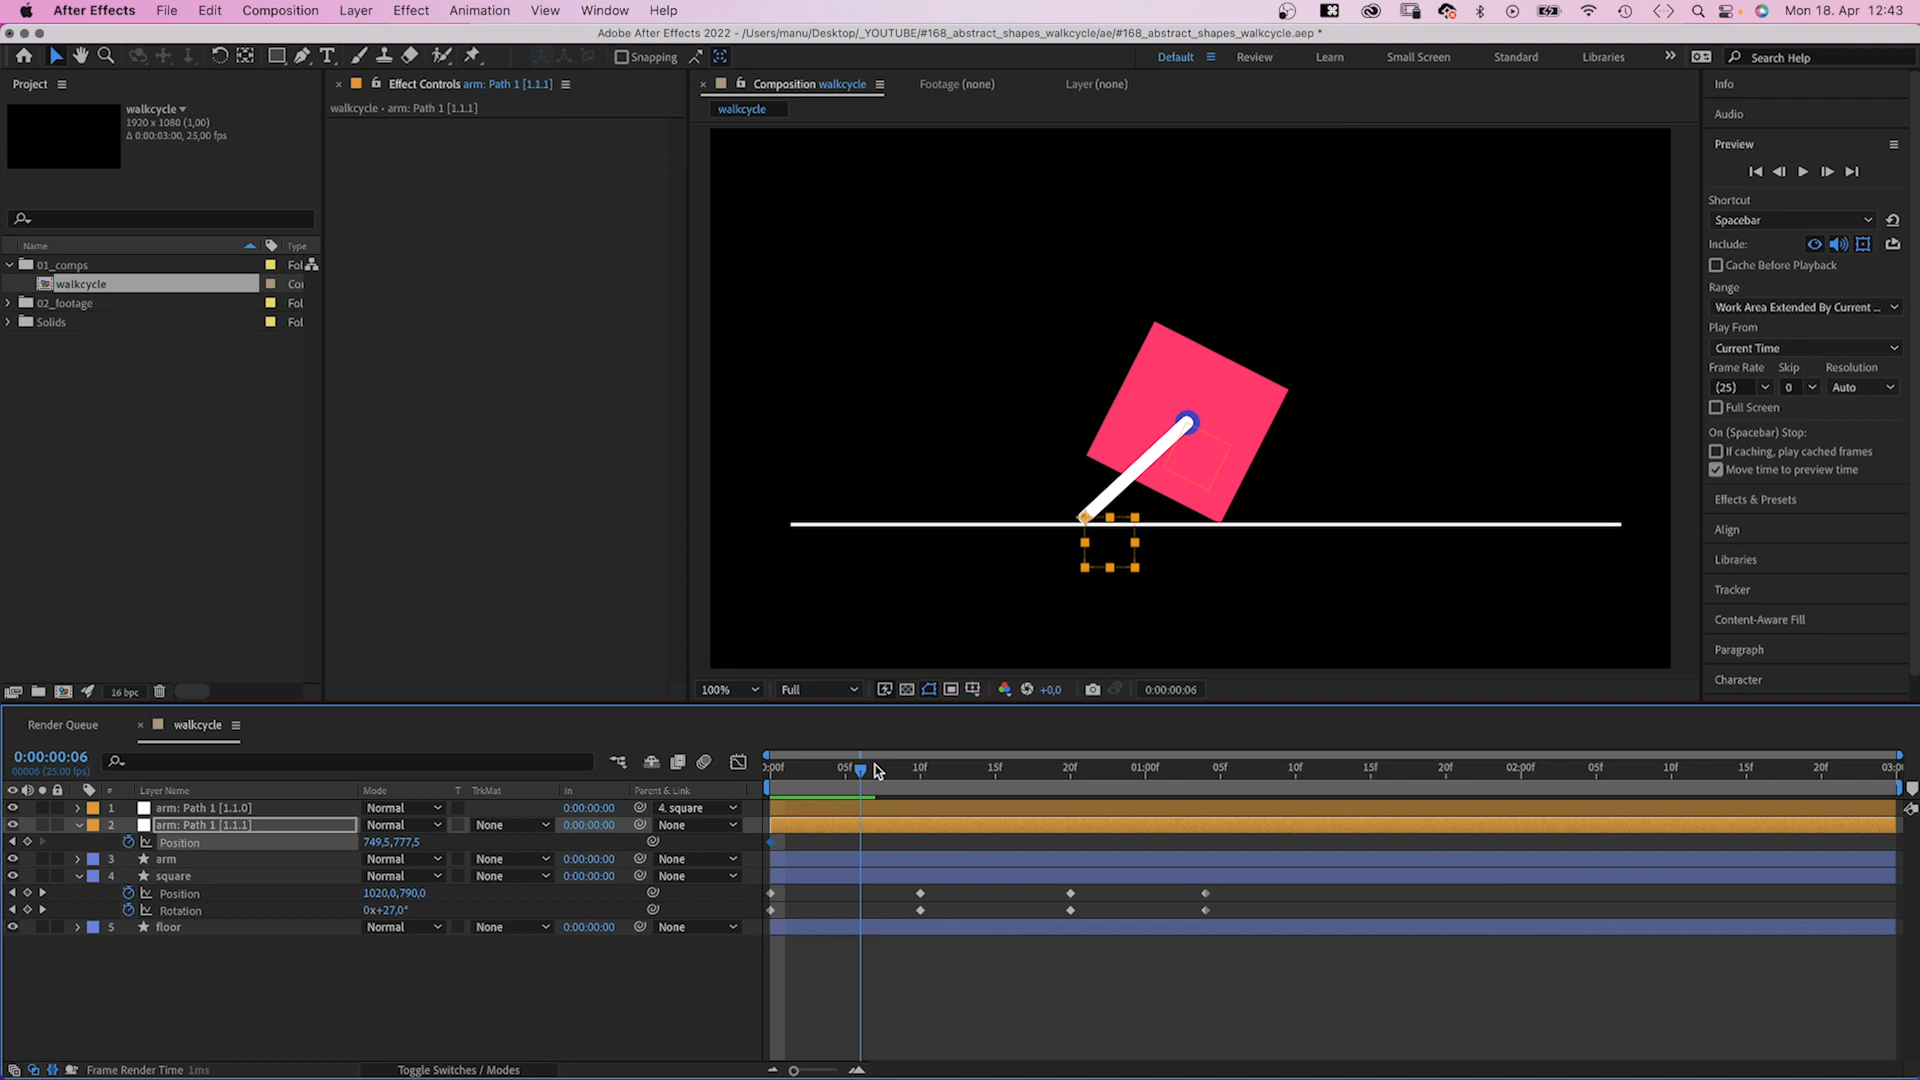 After Effects File Edit Composition Layer Effect Animation View Window Help Mon 18. Apr 12:43
Adobe After Effects 2022 - /Users/manu/Desktop/_YOUTUBE/#168_abstract_shapes_walkcycle/ae/#168_abstract_shapes_walkcycle.aep *
Snapping Default Review Learn Small Screen Standard Libraries Search Help
Project Effect Controls arm: Path 1 [1.1.1] Composition walkcycle Footage (none) Layer (none) Info
walkcycle
1920 x 1080 (1,00)
Δ 0:00:03:00, 25,00 fps
walkcycle • arm: Path 1 [1.1.1]
walkcycle
Audio
Preview
Shortcut
Spacebar
Include:
Cache Before Playback
Range
Work Area Extended By Current ...
Play From
Current Time
Frame Rate Skip Resolution
(25) 0 Auto
Full Screen
On (Spacebar) Stop:
If caching, play cached frames
Move time to preview time
Effects & Presets
Align
Libraries
Tracker
Content-Aware Fill
Paragraph
Character
Name Type
01_comps Fol
walkcycle Coi
02_footage Fol
Solids Fol
16 bpc
100% Full +0,0 0:00:00:06
Render Queue walkcycle
0:00:00:06
00006 (25.00 fps)
):00f 05f 10f 15f 20f 01:00f 05f 10f 15f 20f 02:00f 05f 10f 15f 20f 03:0
# Layer Name Mode T TrkMat In Parent & Link
1 arm: Path 1 [1.1.0] Normal 0:00:00:00 4. square
2 arm: Path 1 [1.1.1] Normal None 0:00:00:00 None
Position 749,5,777,5
3 arm Normal None 0:00:00:00 None
4 square Normal None 0:00:00:00 None
Position 1020,0,790,0
Rotation 0x+27,0°
5 floor Normal None 0:00:00:00 None
Frame Render Time 1ms Toggle Switches / Modes